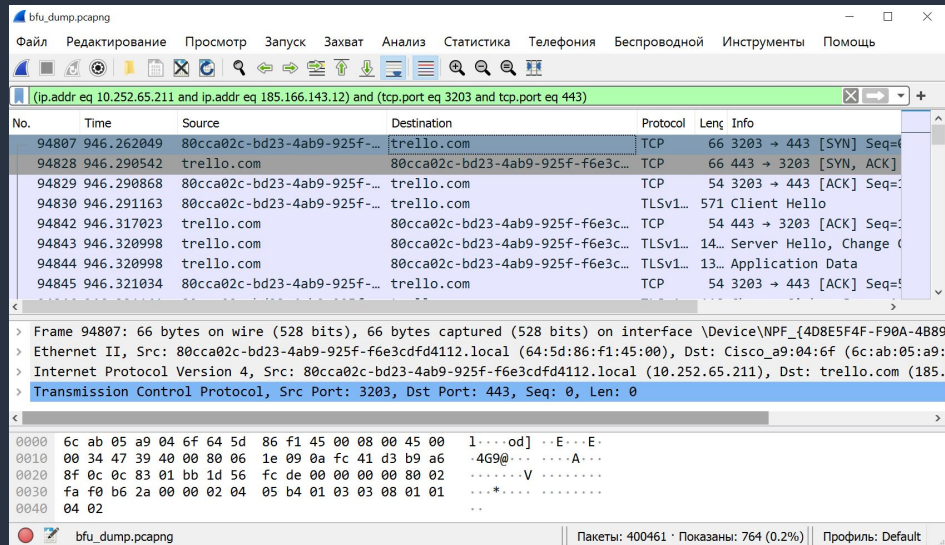 bfu_dump.pcapng
Файл Редактирование Просмотр Запуск Захват Анализ Статистика Телефония Беспроводной Инструменты Помощь
(ip.addr eq 10.252.65.211 and ip.addr eq 185.166.143.12) and (tcp.port eq 3203 and tcp.port eq 443)
No. Time Source Destination Protocol Leng Info
94807 946.262049 80cca02c-bd23-4ab9-925f-… trello.com TCP 66 3203 → 443 [SYN] Seq=
94828 946.290542 trello.com 80cca02c-bd23-4ab9-925f-f6e3c… TCP 66 443 → 3203 [SYN, ACK]
94829 946.290868 80cca02c-bd23-4ab9-925f-… trello.com TCP 54 3203 → 443 [ACK] Seq=
94830 946.291163 80cca02c-bd23-4ab9-925f-… trello.com TLSv1… 571 Client Hello
94842 946.317023 trello.com 80cca02c-bd23-4ab9-925f-f6e3c… TCP 54 443 → 3203 [ACK] Seq=
94843 946.320998 trello.com 80cca02c-bd23-4ab9-925f-f6e3c… TLSv1… 14… Server Hello, Change
94844 946.320998 trello.com 80cca02c-bd23-4ab9-925f-f6e3c… TLSv1… 13… Application Data
94845 946.321034 80cca02c-bd23-4ab9-925f-… trello.com TCP 54 3203 → 443 [ACK] Seq=
> Frame 94807: 66 bytes on wire (528 bits), 66 bytes captured (528 bits) on interface \Device\NPF_{4D8E5F4F-F90A-4B89
> Ethernet II, Src: 80cca02c-bd23-4ab9-925f-f6e3cdfd4112.local (64:5d:86:f1:45:00), Dst: Cisco_a9:04:6f (6c:ab:05:a9:
> Internet Protocol Version 4, Src: 80cca02c-bd23-4ab9-925f-f6e3cdfd4112.local (10.252.65.211), Dst: trello.com (185.
> Transmission Control Protocol, Src Port: 3203, Dst Port: 443, Seq: 0, Len: 0
0000 6c ab 05 a9 04 6f 64 5d 86 f1 45 00 08 00 45 00 l····od] ··E···E·
0010 00 34 47 39 40 00 80 06 1e 09 0a fc 41 d3 b9 a6 ·4G9@··· ····A···
0020 8f 0c 0c 83 01 bb 1d 56 fc de 00 00 00 00 80 02 ·······V ········
0030 fa f0 b6 2a 00 00 02 04 05 b4 01 03 03 08 01 01 ···*···· ········
0040 04 02 ··
bfu_dump.pcapng Пакеты: 400461 · Показаны: 764 (0.2%) Профиль: Default